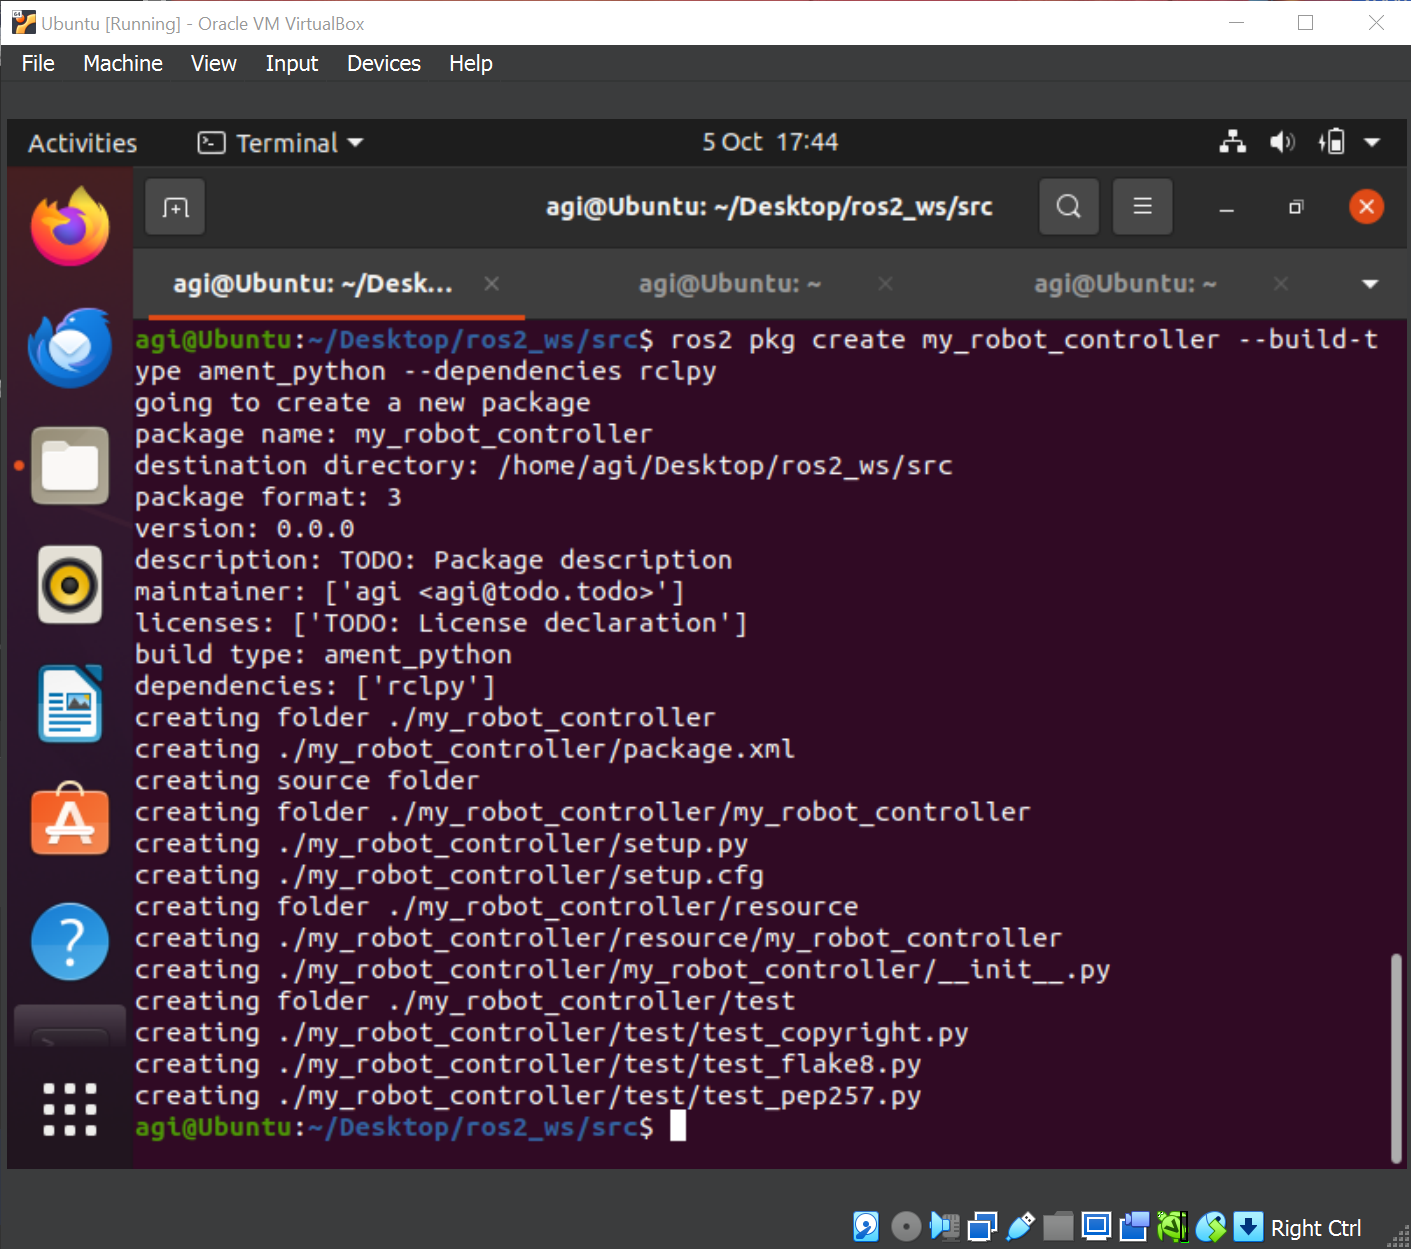 Ubuntu [Running] - Oracle VM VirtualBox
File Machine View Input Devices Help
Activities Terminal 5 Oct 17:44
agi@Ubuntu: ~/Desktop/ros2_ws/src
agi@Ubuntu: ~/Desk... agi@Ubuntu: ~ agi@Ubuntu: ~
agi@Ubuntu:~/Desktop/ros2_ws/src$ ros2 pkg create my_robot_controller --build-t
ype ament_python --dependencies rclpy
going to create a new package
package name: my_robot_controller
destination directory: /home/agi/Desktop/ros2_ws/src
package format: 3
version: 0.0.0
description: TODO: Package description
maintainer: ['agi <agi@todo.todo>']
licenses: ['TODO: License declaration']
build type: ament_python
dependencies: ['rclpy']
creating folder ./my_robot_controller
creating ./my_robot_controller/package.xml
creating source folder
creating folder ./my_robot_controller/my_robot_controller
creating ./my_robot_controller/setup.py
creating ./my_robot_controller/setup.cfg
creating folder ./my_robot_controller/resource
creating ./my_robot_controller/resource/my_robot_controller
creating ./my_robot_controller/my_robot_controller/__init__.py
creating folder ./my_robot_controller/test
creating ./my_robot_controller/test/test_copyright.py
creating ./my_robot_controller/test/test_flake8.py
creating ./my_robot_controller/test/test_pep257.py
agi@Ubuntu:~/Desktop/ros2_ws/src$
Right Ctrl